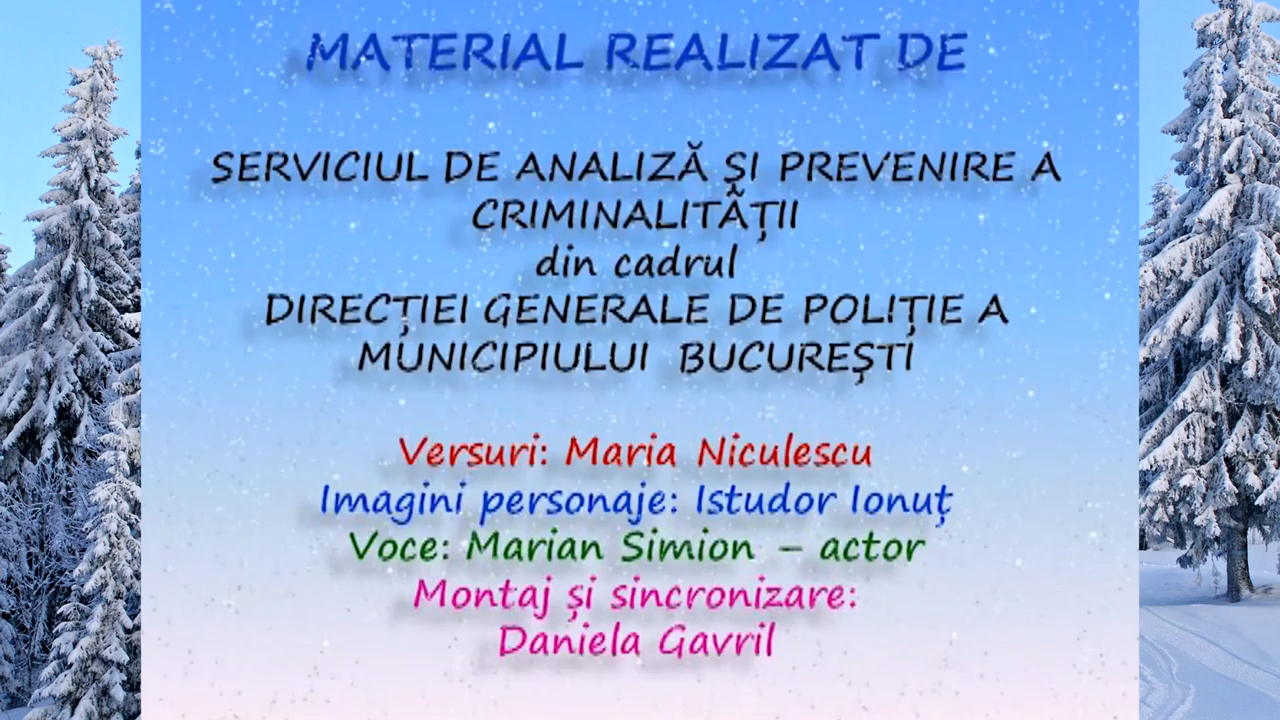 MATERIAL REALIZAT DE
SERVICIUL DE ANALIZĂ ȘI PREVENIRE A
CRIMINALITĂȚII
din cadrul
DIRECȚIEI GENERALE DE POLIȚIE A
MUNICIPIULUI BUCUREȘTI
Versuri: Maria Niculescu
Imagini personaje: Istudor Ionuț
Voce: Marian Simion – actor
Montaj și sincronizare:
Daniela Gavril